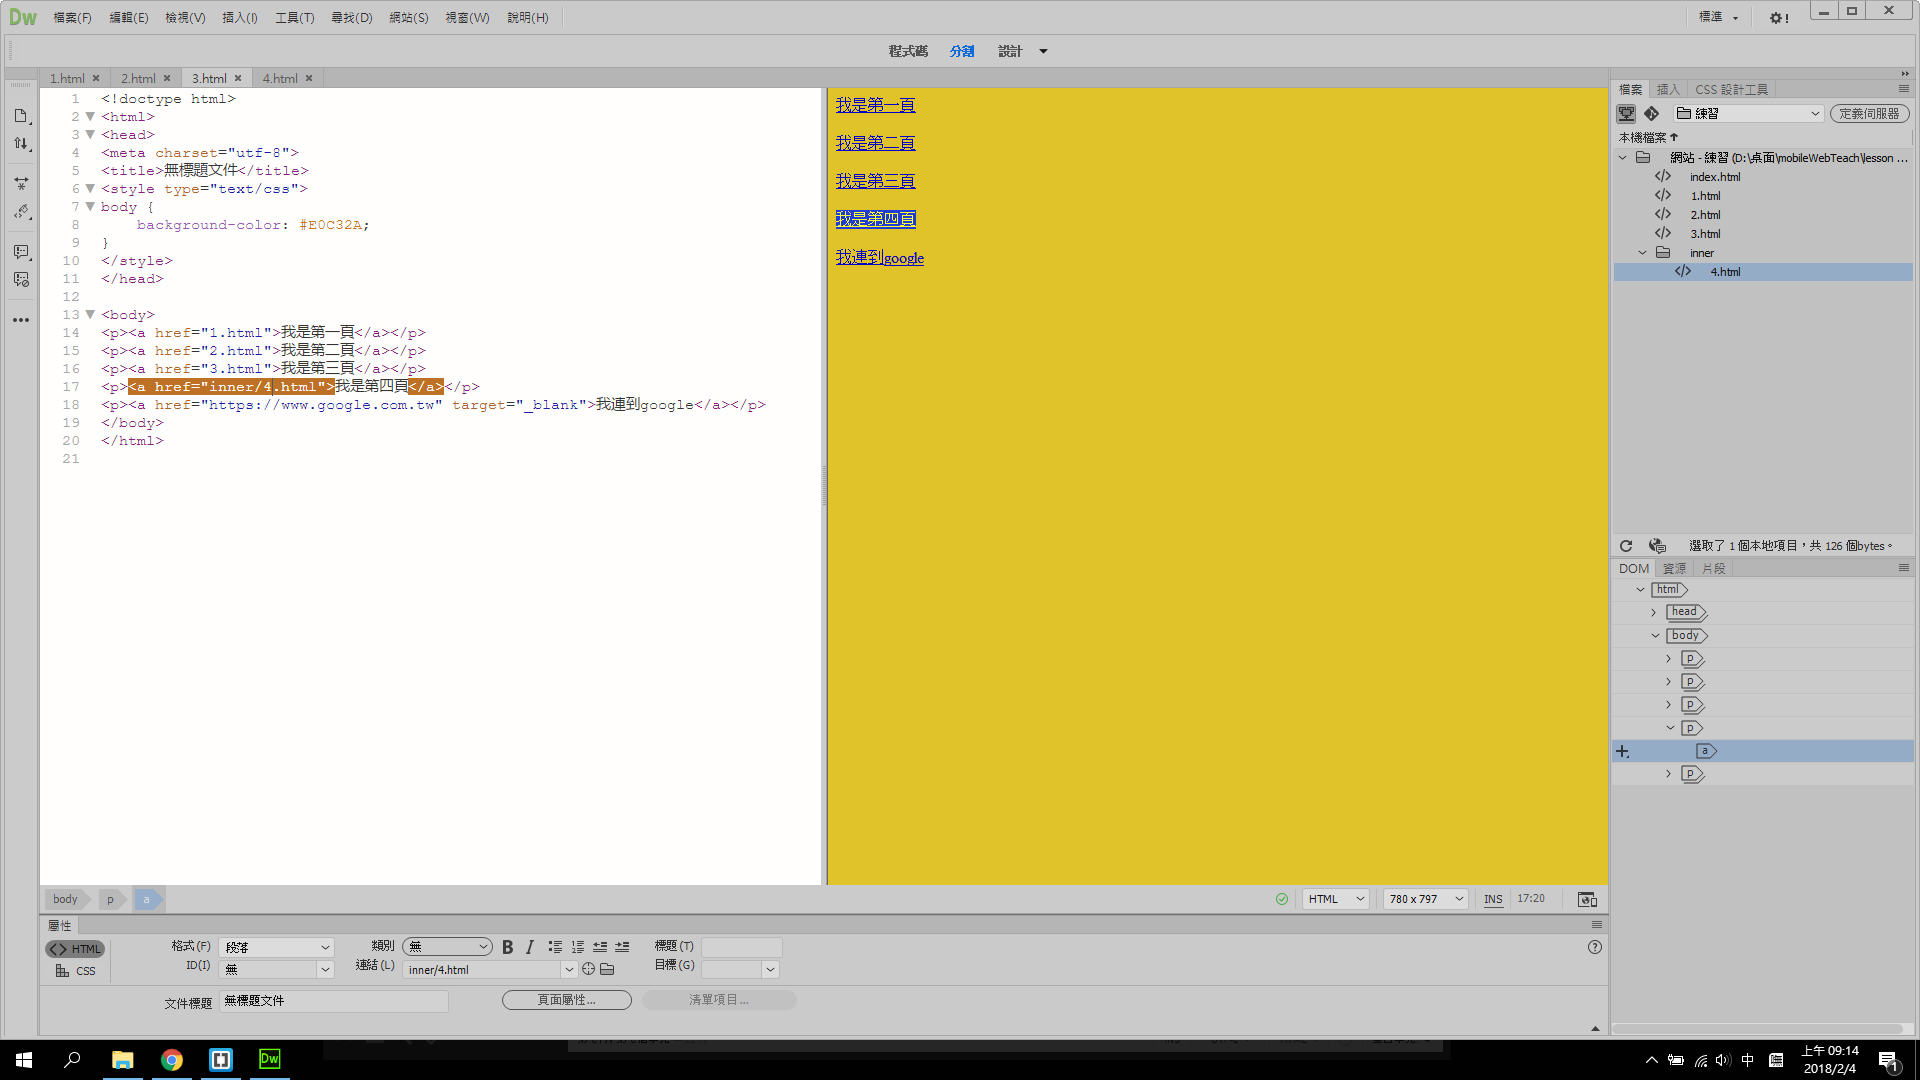 Dw 檔案(F) 編輯(E) 檢視(V) 插入(I) 工具(T) 尋找(D) 網站(S) 視窗(W) 說明(H) 標準
程式碼 分割 設計
1.html 2.html 3.html 4.html
1 <!doctype html>
2 <html>
3 <head>
4 <meta charset="utf-8">
5 <title>無標題文件</title>
6 <style type="text/css">
7 body {
8 background-color: #E0C32A;
9 }
10 </style>
11 </head>
12
13 <body>
14 <p><a href="1.html">我是第一頁</a></p>
15 <p><a href="2.html">我是第二頁</a></p>
16 <p><a href="3.html">我是第三頁</a></p>
17 <p><a href="inner/4.html">我是第四頁</a></p>
18 <p><a href="https://www.google.com.tw" target="_blank">我連到google</a></p>
19 </body>
20 </html>
21
我是第一頁
我是第二頁
我是第三頁
我是第四頁
我連到google
檔案 插入 CSS 設計工具
練習 定義伺服器
本機檔案
網站 - 練習 (D:\桌面\mobileWebTeach\lesson ...
index.html
1.html
2.html
3.html
inner
4.html
選取了 1 個本地項目，共 126 個bytes。
DOM 資源 片段
html
head
body
p
p
p
p
a
p
body p a
HTML 780 x 797 INS 17:20
屬性
HTML 格式(F) 段落 類別 無 B I 標題(T)
CSS ID(I) 無 連結(L) inner/4.html 目標(G)
文件標題 無標題文件 頁面屬性... 清單項目...
Dw 中 上午 09:14
2018/2/4 1